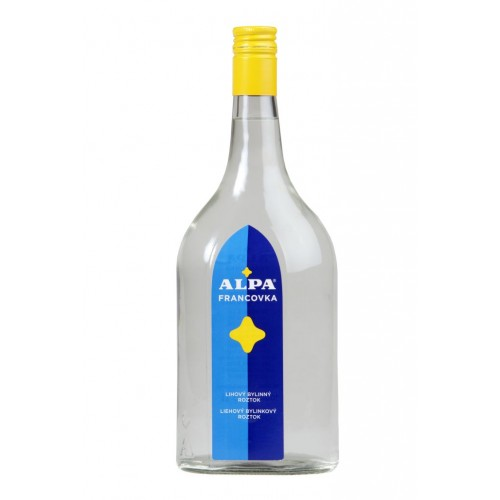 ALPA®
FRANCOVKA
LIHOVÝ BYLINNÝ
ROZTOK
LIEHOVÝ BYLINKOVÝ
ROZTOK